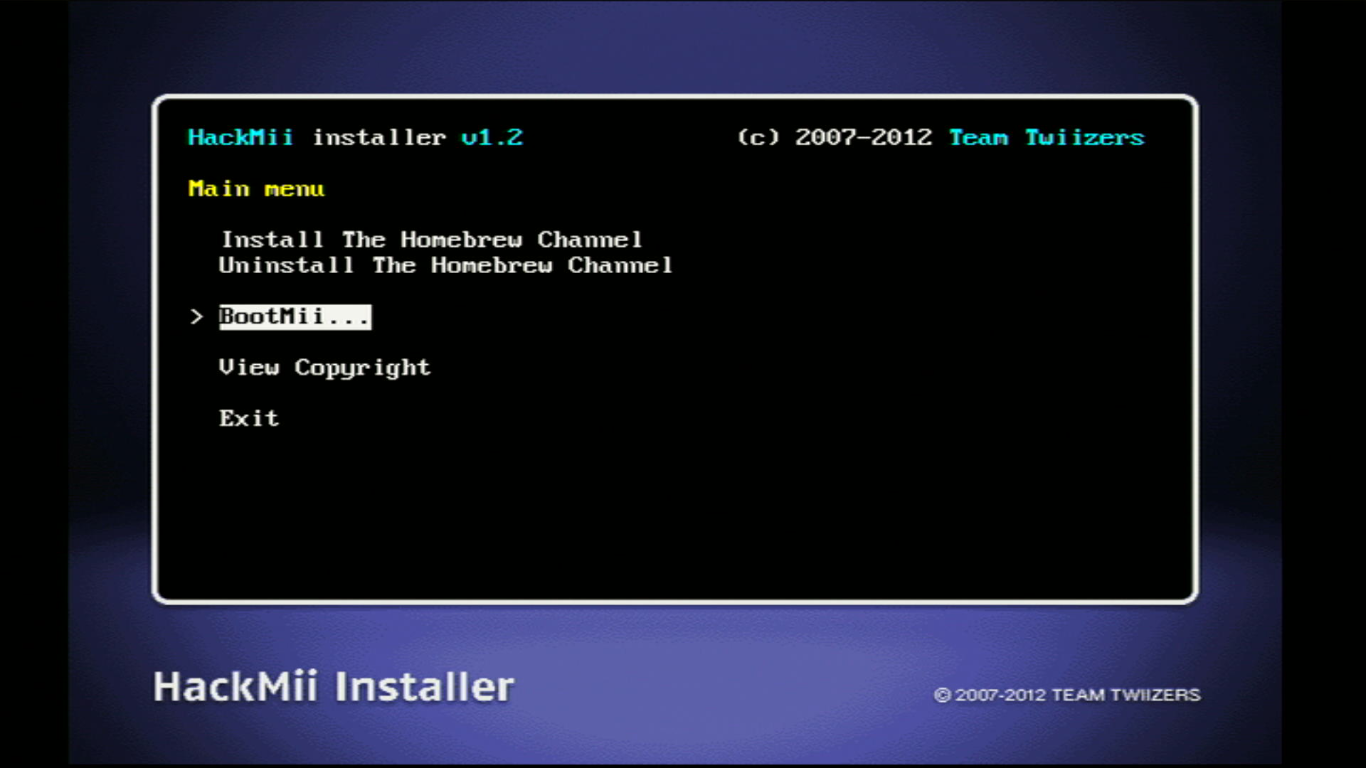 HackMii installer v1.2 (c) 2007-2012 Team Twiizers
Main menu
Install The Homebrew Channel
Uninstall The Homebrew Channel
> BootMii...
View Copyright
Exit
HackMii Installer © 2007-2012 TEAM TWIIZERS